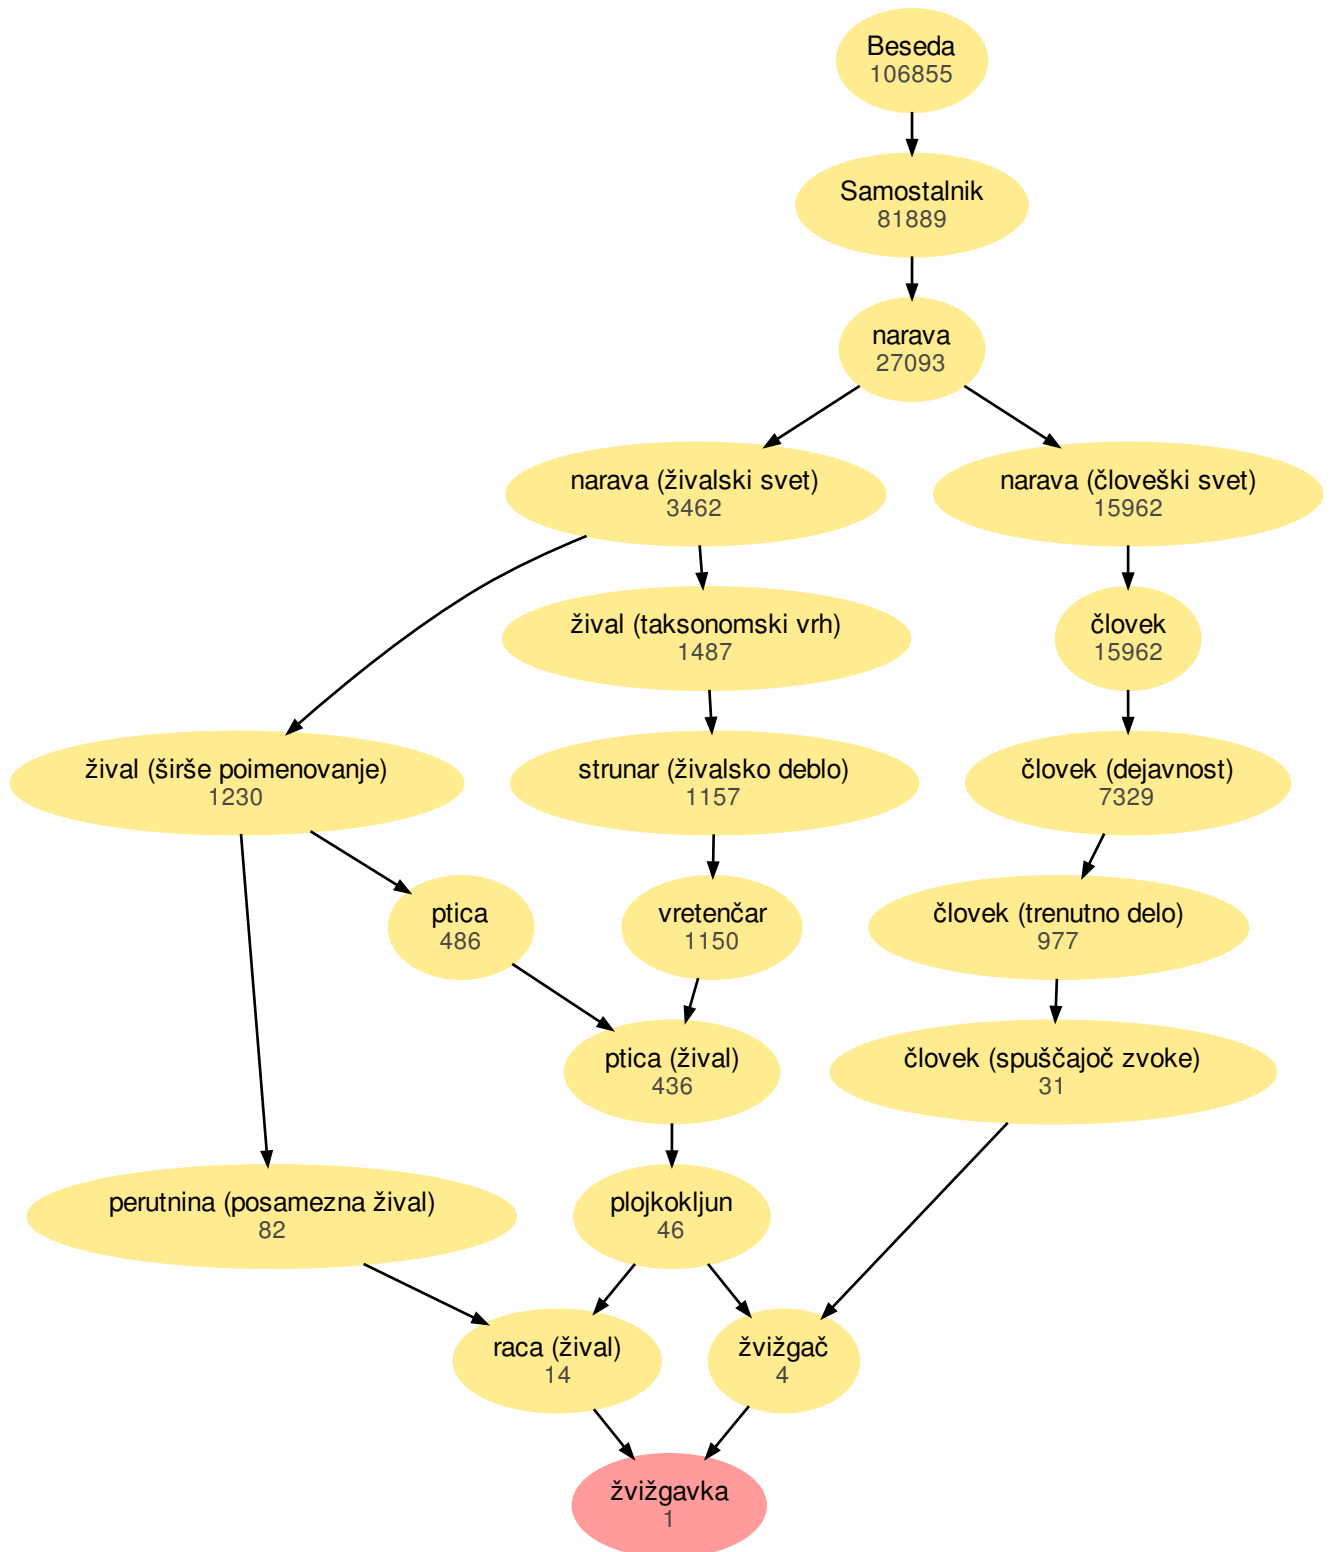 Beseda
106855
Samostalnik
81889
narava
27093
narava (živalski svet)
3462
narava (človeški svet)
15962
žival (taksonomski vrh)
1487
človek
15962
žival (širše poimenovanje)
1230
strunar (živalsko deblo)
1157
človek (dejavnost)
7329
ptica
486
vretenčar
1150
človek (trenutno delo)
977
ptica (žival)
436
človek (spuščajoč zvoke)
31
perutnina (posamezna žival)
82
plojkokljun
46
raca (žival)
14
žvižgač
4
žvižgavka
1